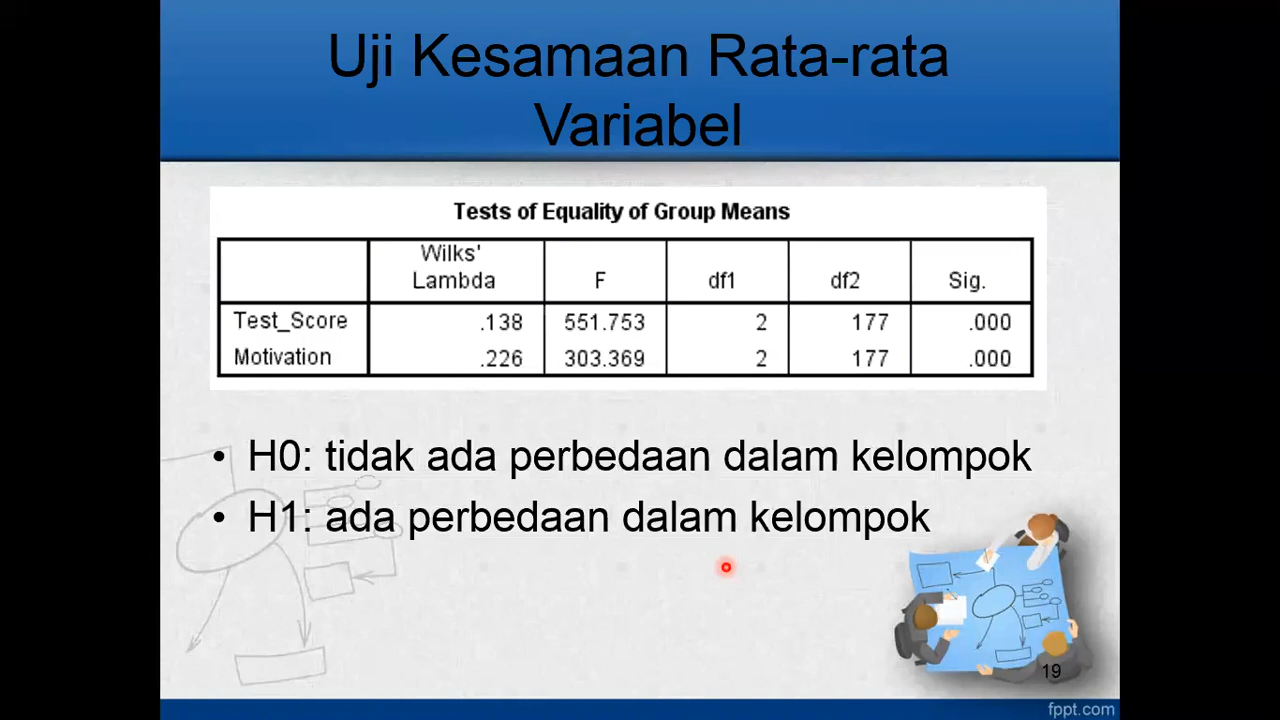 Uji Kesamaan Rata-rata
Variabel
Tests of Equality of Group Means
Wilks' Lambda F df1 df2 Sig.
Test_Score .138 551.753 2 177 .000
Motivation .226 303.369 2 177 .000
• H0: tidak ada perbedaan dalam kelompok
• H1: ada perbedaan dalam kelompok
19
fppt.com